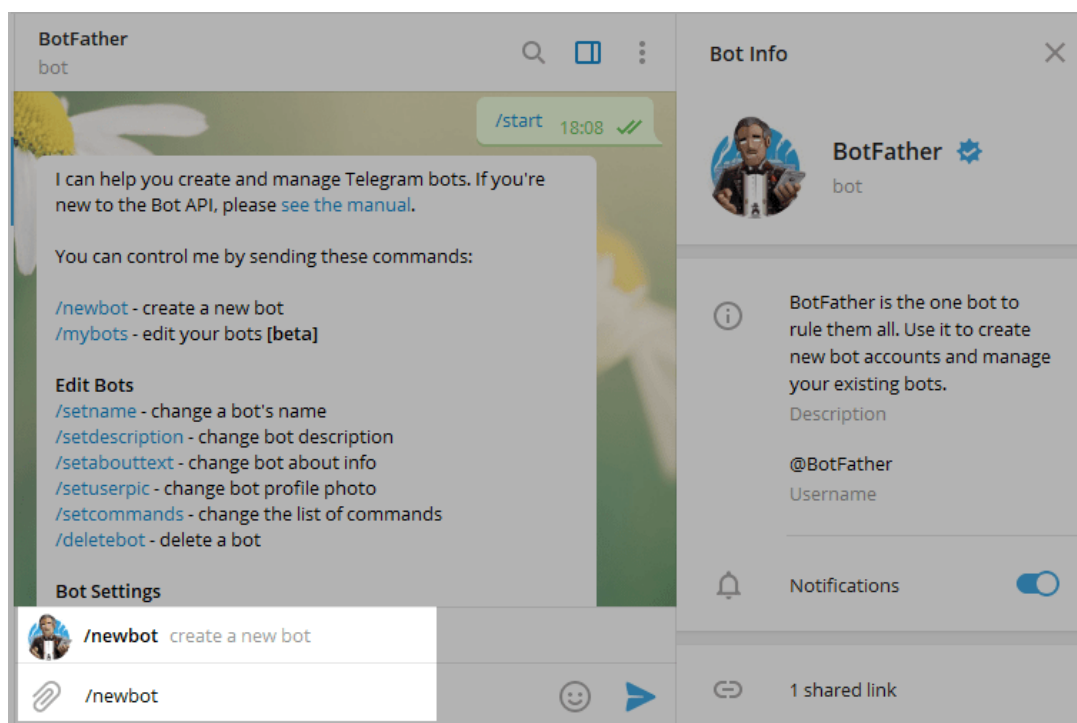 BotFather
bot
/start 18:08
I can help you create and manage Telegram bots. If you're
new to the Bot API, please see the manual.
You can control me by sending these commands:
/newbot - create a new bot
/mybots - edit your bots [beta]
Edit Bots
/setname - change a bot's name
/setdescription - change bot description
/setabouttext - change bot about info
/setuserpic - change bot profile photo
/setcommands - change the list of commands
/deletebot - delete a bot
Bot Settings
/newbot create a new bot
/newbot
Bot Info
BotFather
bot
BotFather is the one bot to
rule them all. Use it to create
new bot accounts and manage
your existing bots.
Description
@BotFather
Username
Notifications
1 shared link